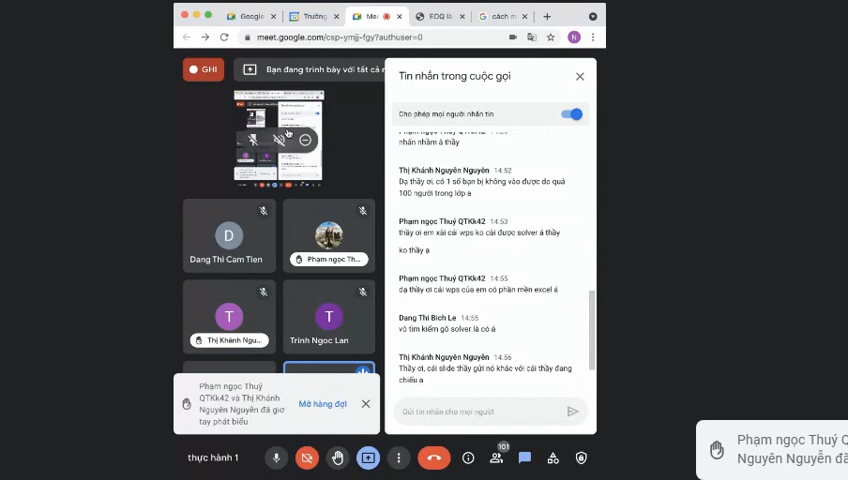 Google
Trường
Mee
EOQ là
cách m
meet.google.com/csp-ymjj-fgy?authuser=0
N
GHI
Bạn đang trình bày với tất cả
Tin nhắn trong cuộc gọi
Cho phép mọi người nhắn tin
nhấn nhầm á thầy
Thị Khánh Nguyên Nguyễn 14:52
Dạ thầy ơi, có 1 số bạn bị không vào được do quá
100 người trong lớp ạ
Phạm ngọc Thuý QTKk42 14:53
thầy ơi em xài cái wps ko cài được solver á thầy
ko thầy ạ
Phạm ngọc Thuý QTKk42 14:55
dạ thầy ơi cái wps của em có phần mền excel á
Dang Thi Bich Le 14:55
vô tìm kiếm gõ solver là có á
Thị Khánh Nguyên Nguyễn 14:56
Thầy ơi, cái slide thầy gửi nó khác với cái thầy đang
chiếu ạ
Gửi tin nhắn cho mọi người
D
Dang Thi Cam Tien
Phạm ngọc Th...
T
Thị Khánh Ngu...
T
Trinh Ngoc Lan
Phạm ngọc Thuý
QTKk42 và Thị Khánh
Nguyên Nguyễn đã giơ
tay phát biểu
Mở hàng đợi
thực hành 1
101
Phạm ngọc Thuý Q
Nguyên Nguyễn đã